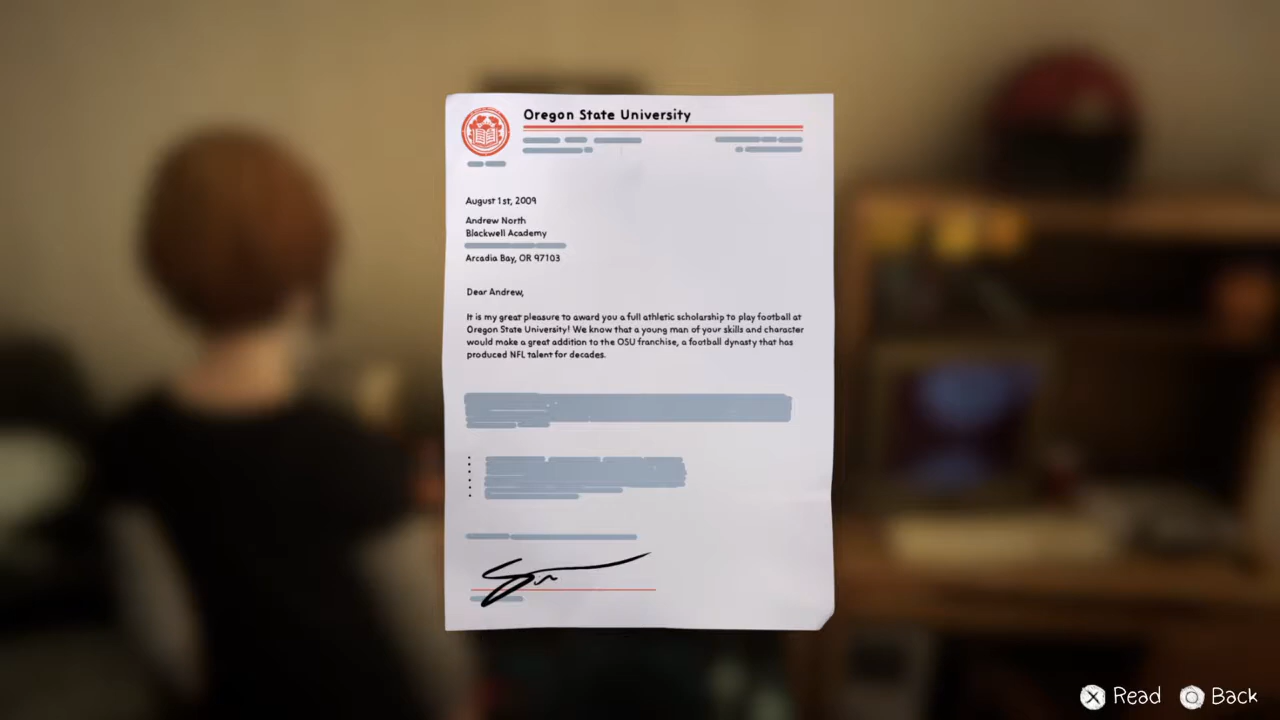 Oregon State University
August 1st, 2009
Andrew North
Blackwell Academy
Arcadia Bay, OR 97103
Dear Andrew,
It is my great pleasure to award you a full athletic scholarship to play football at
Oregon State University! We know that a young man of your skills and character
would make a great addition to the OSU franchise, a football dynasty that has
produced NFL talent for decades.
Read
Back